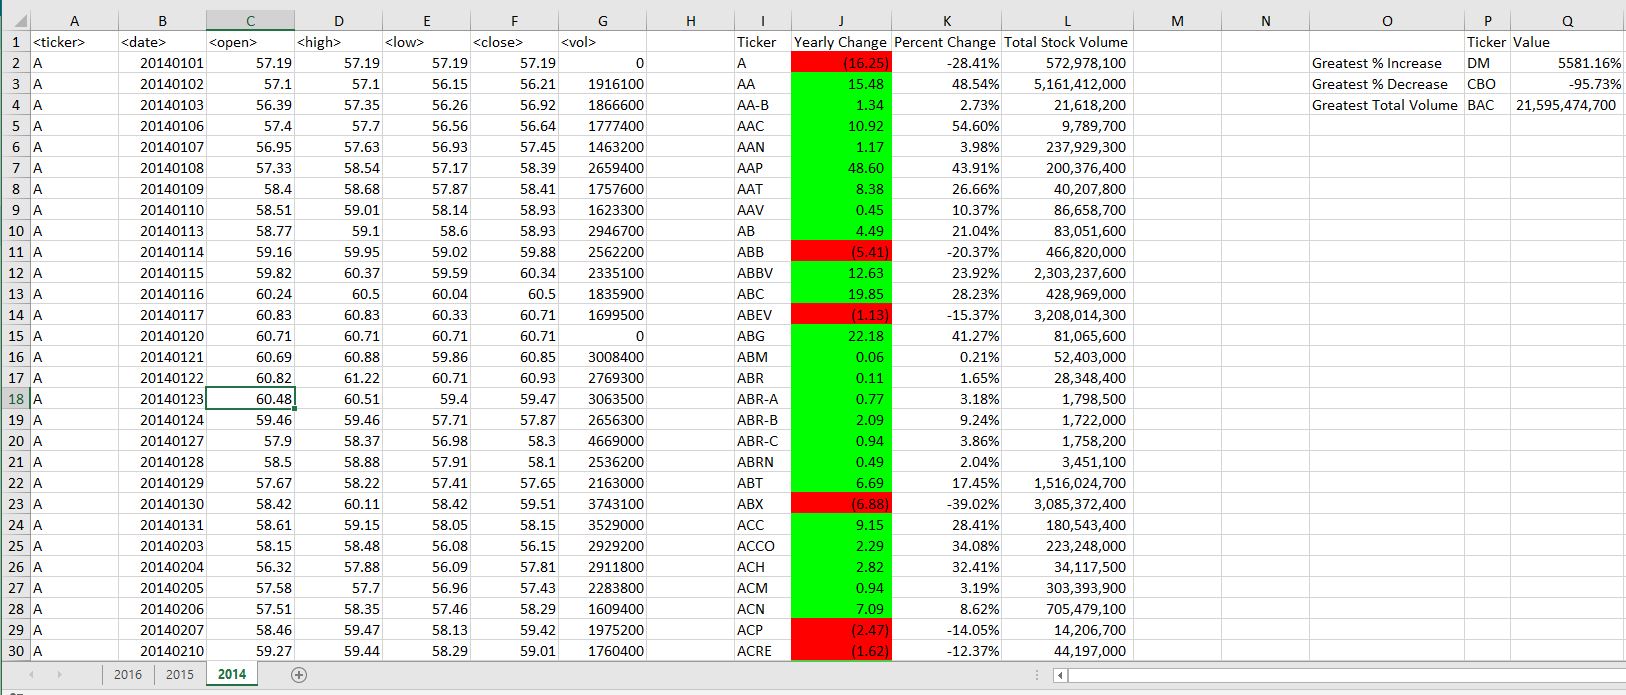 A B C D E F G H I J K L M N O P Q
1 <ticker> <date> <open> <high> <low> <close> <vol> Ticker Yearly Change Percent Change Total Stock Volume Ticker Value
2 A 20140101 57.19 57.19 57.19 57.19 0 A (16.25) -28.41% 572,978,100 Greatest % Increase DM 5581.16%
3 A 20140102 57.1 57.1 56.15 56.21 1916100 AA 15.48 48.54% 5,161,412,000 Greatest % Decrease CBO -95.73%
4 A 20140103 56.39 57.35 56.26 56.92 1866600 AA-B 1.34 2.73% 21,618,200 Greatest Total Volume BAC 21,595,474,700
5 A 20140106 57.4 57.7 56.56 56.64 1777400 AAC 10.92 54.60% 9,789,700
6 A 20140107 56.95 57.63 56.93 57.45 1463200 AAN 1.17 3.98% 237,929,300
7 A 20140108 57.33 58.54 57.17 58.39 2659400 AAP 48.60 43.91% 200,376,400
8 A 20140109 58.4 58.68 57.87 58.41 1757600 AAT 8.38 26.66% 40,207,800
9 A 20140110 58.51 59.01 58.14 58.93 1623300 AAV 0.45 10.37% 86,658,700
10 A 20140113 58.77 59.1 58.6 58.93 2946700 AB 4.49 21.04% 83,051,600
11 A 20140114 59.16 59.95 59.02 59.88 2562200 ABB (5.41) -20.37% 466,820,000
12 A 20140115 59.82 60.37 59.59 60.34 2335100 ABBV 12.63 23.92% 2,303,237,600
13 A 20140116 60.24 60.5 60.04 60.5 1835900 ABC 19.85 28.23% 428,969,000
14 A 20140117 60.83 60.83 60.33 60.71 1699500 ABEV (1.13) -15.37% 3,208,014,300
15 A 20140120 60.71 60.71 60.71 60.71 0 ABG 22.18 41.27% 81,065,600
16 A 20140121 60.69 60.88 59.86 60.85 3008400 ABM 0.06 0.21% 52,403,000
17 A 20140122 60.82 61.22 60.71 60.93 2769300 ABR 0.11 1.65% 28,348,400
18 A 20140123 60.48 60.51 59.4 59.47 3063500 ABR-A 0.77 3.18% 1,798,500
19 A 20140124 59.46 59.46 57.71 57.87 2656300 ABR-B 2.09 9.24% 1,722,000
20 A 20140127 57.9 58.37 56.98 58.3 4669000 ABR-C 0.94 3.86% 1,758,200
21 A 20140128 58.5 58.88 57.91 58.1 2536200 ABRN 0.49 2.04% 3,451,100
22 A 20140129 57.67 58.22 57.41 57.65 2163000 ABT 6.69 17.45% 1,516,024,700
23 A 20140130 58.42 60.11 58.42 59.51 3743100 ABX (6.88) -39.02% 3,085,372,400
24 A 20140131 58.61 59.15 58.05 58.15 3529000 ACC 9.15 28.41% 180,543,400
25 A 20140203 58.15 58.48 56.08 56.15 2929200 ACCO 2.29 34.08% 223,248,000
26 A 20140204 56.32 57.88 56.09 57.81 2911800 ACH 2.82 32.41% 34,117,500
27 A 20140205 57.58 57.7 56.96 57.43 2283800 ACM 0.94 3.19% 303,393,900
28 A 20140206 57.51 58.35 57.46 58.29 1609400 ACN 7.09 8.62% 705,479,100
29 A 20140207 58.46 59.47 58.13 59.42 1975200 ACP (2.47) -14.05% 14,206,700
30 A 20140210 59.27 59.44 58.29 59.01 1760400 ACRE (1.62) -12.37% 44,197,000
2016 2015 2014